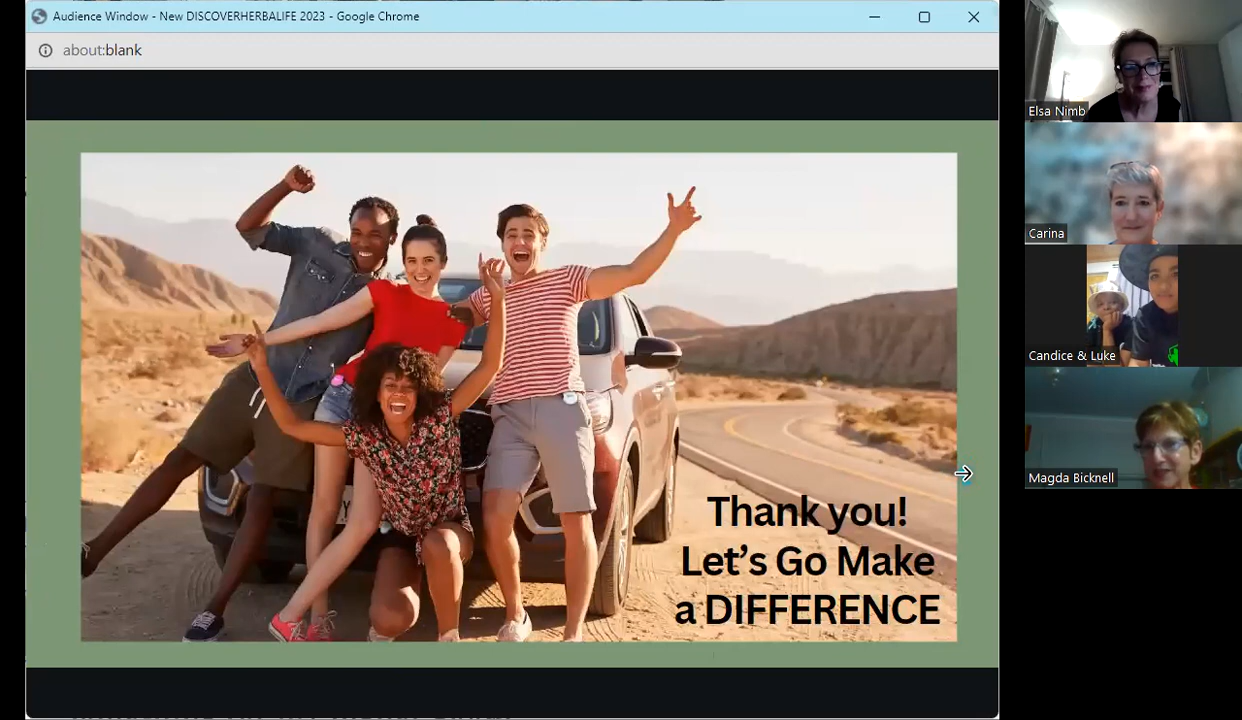 Audience Window - New DISCOVERHERBALIFE 2023 - Google Chrome
about:blank
Thank you!
Let's Go Make
a DIFFERENCE
Elsa Nimb
Carina
Candice & Luke
Magda Bicknell